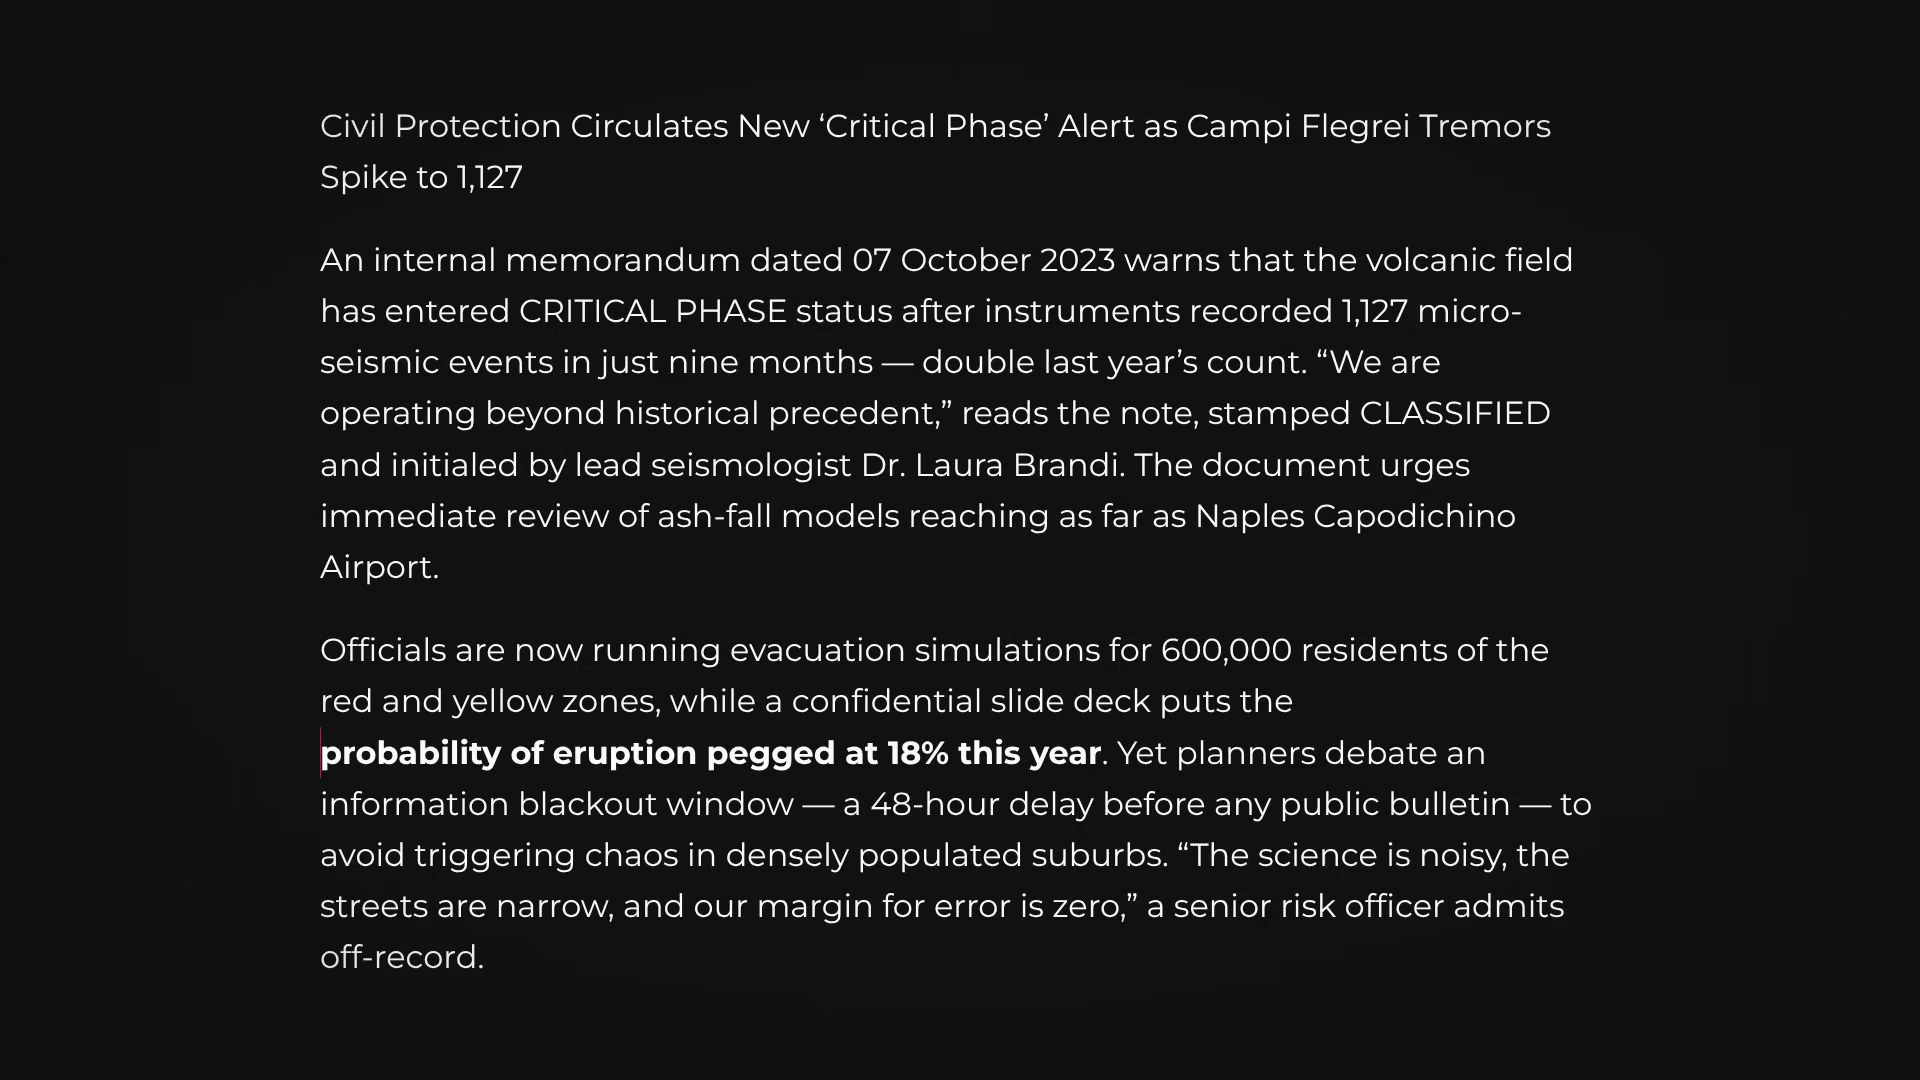 Civil Protection Circulates New ‘Critical Phase’ Alert as Campi Flegrei Tremors
Spike to 1,127
An internal memorandum dated 07 October 2023 warns that the volcanic field
has entered CRITICAL PHASE status after instruments recorded 1,127 micro-
seismic events in just nine months — double last year’s count. “We are
operating beyond historical precedent,” reads the note, stamped CLASSIFIED
and initialed by lead seismologist Dr. Laura Brandi. The document urges
immediate review of ash-fall models reaching as far as Naples Capodichino
Airport.
Officials are now running evacuation simulations for 600,000 residents of the
red and yellow zones, while a confidential slide deck puts the
probability of eruption pegged at 18% this year. Yet planners debate an
information blackout window — a 48-hour delay before any public bulletin — to
avoid triggering chaos in densely populated suburbs. “The science is noisy, the
streets are narrow, and our margin for error is zero,” a senior risk officer admits
off-record.